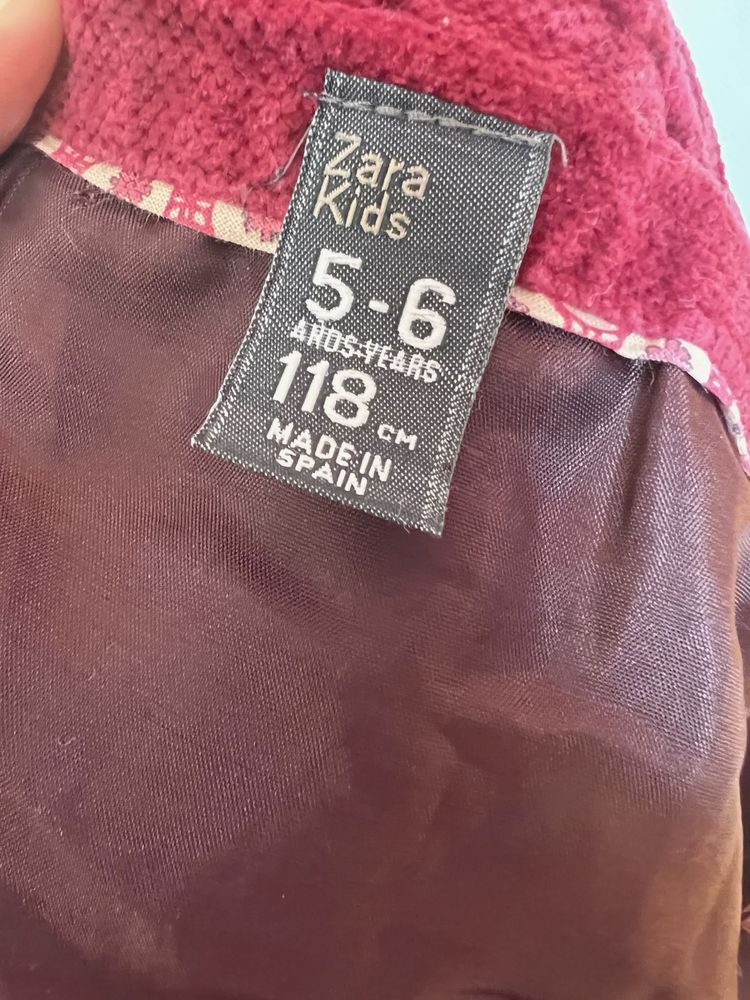 Zara
Kids
5-6
AÑOS-YEARS
118 CM
MADE IN
SPAIN